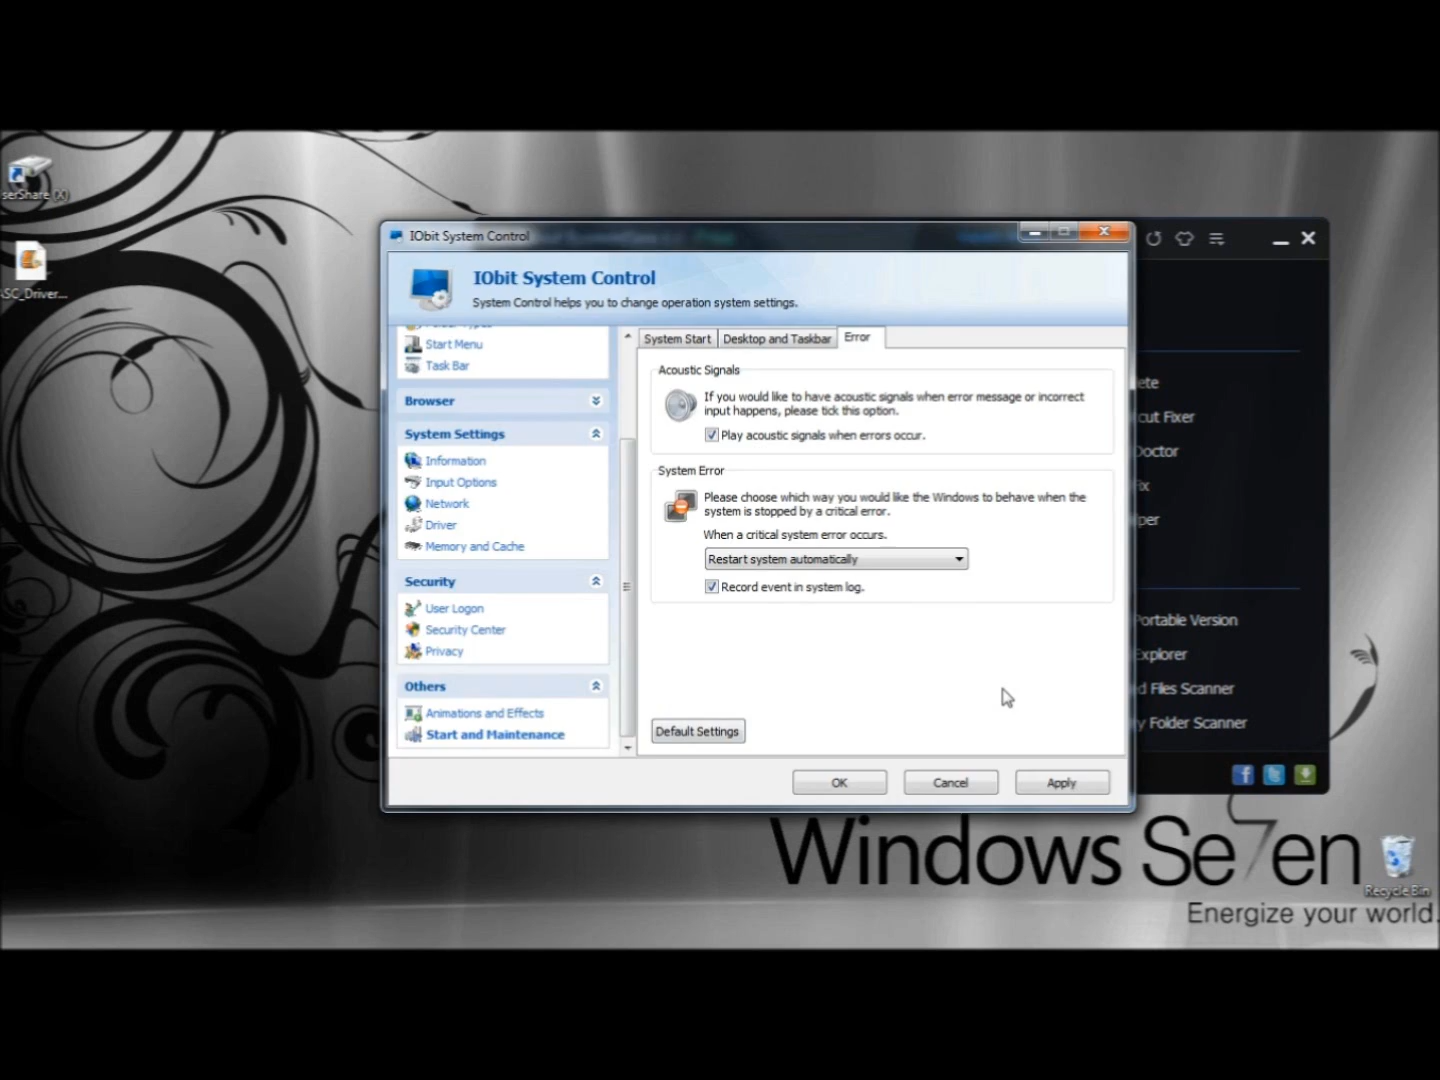 serShare (X)
ASC_Driver...
IObit System Control
IObit System Control
System Control helps you to change operation system settings.
Start Menu
Task Bar
Browser
System Settings
Information
Input Options
Network
Driver
Memory and Cache
Security
User Logon
Security Center
Privacy
Others
Animations and Effects
Start and Maintenance
System Start
Desktop and Taskbar
Error
Acoustic Signals
If you would like to have acoustic signals when error message or incorrect
input happens, please tick this option.
Play acoustic signals when errors occur.
System Error
Please choose which way you would like the Windows to behave when the
system is stopped by a critical error.
When a critical system error occurs.
Restart system automatically
Record event in system log.
Default Settings
OK
Cancel
Apply
ete
cut Fixer
Doctor
Fix
per
Portable Version
Explorer
d Files Scanner
y Folder Scanner
Windows Se7en
Energize your world.
Recycle Bin